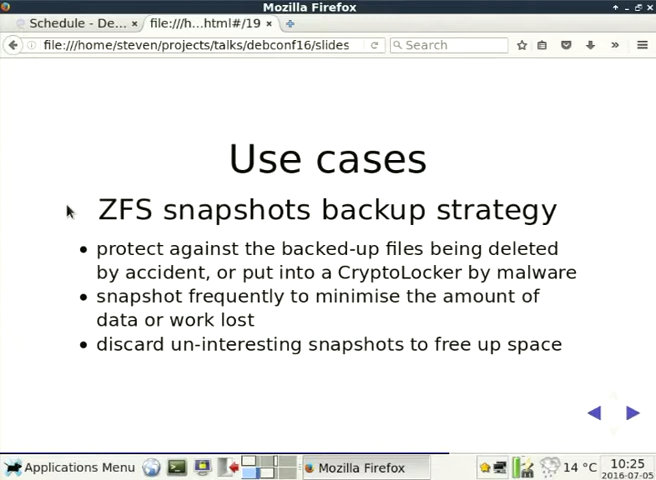 Mozilla Firefox
Schedule - De...
file:///h...html#/19
file:///home/steven/projects/talks/debconf16/slides
Search
Use cases
ZFS snapshots backup strategy
• protect against the backed-up files being deleted
by accident, or put into a CryptoLocker by malware
• snapshot frequently to minimise the amount of
data or work lost
• discard un-interesting snapshots to free up space
Applications Menu
Mozilla Firefox
14 °C
10:25
2016-07-05